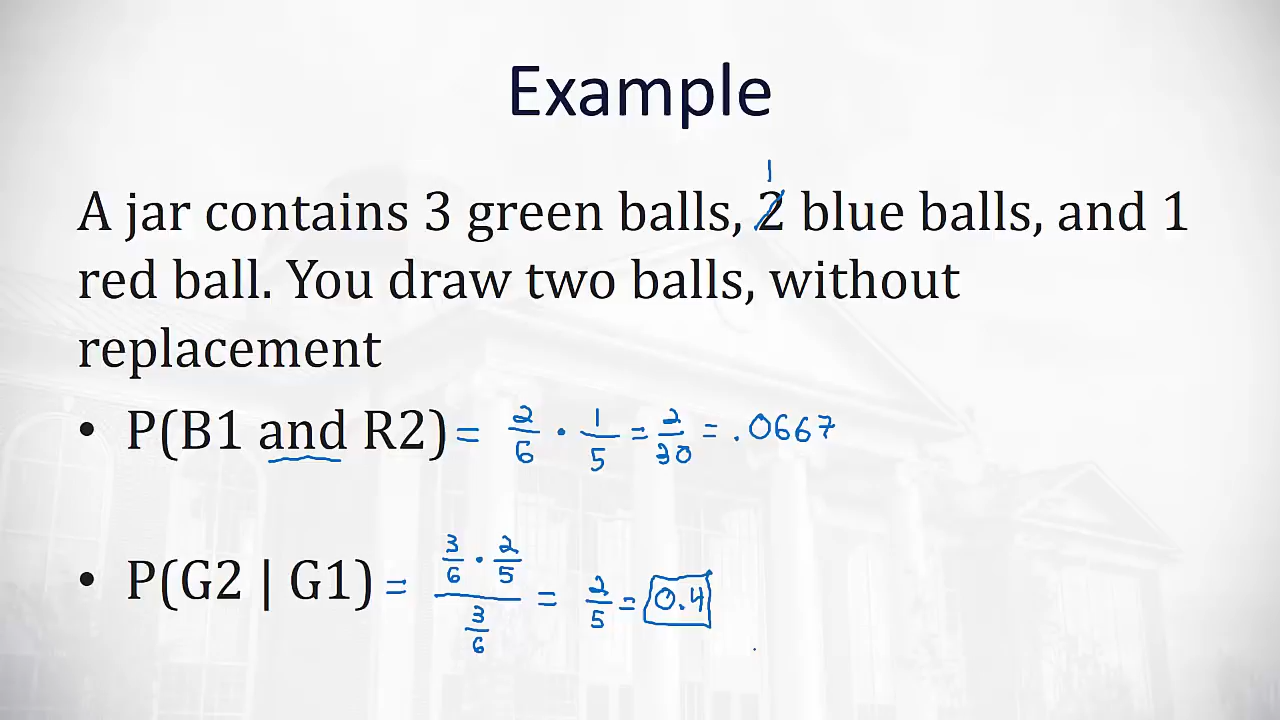 Example
1
A jar contains 3 green balls, 2 blue balls, and 1
red ball. You draw two balls, without
replacement
• P(B1 and R2) = 2/6 · 1/5 = 2/30 = .0667
• P(G2 | G1) = (3/6 · 2/5)/(3/6) = 2/5 = 0.4